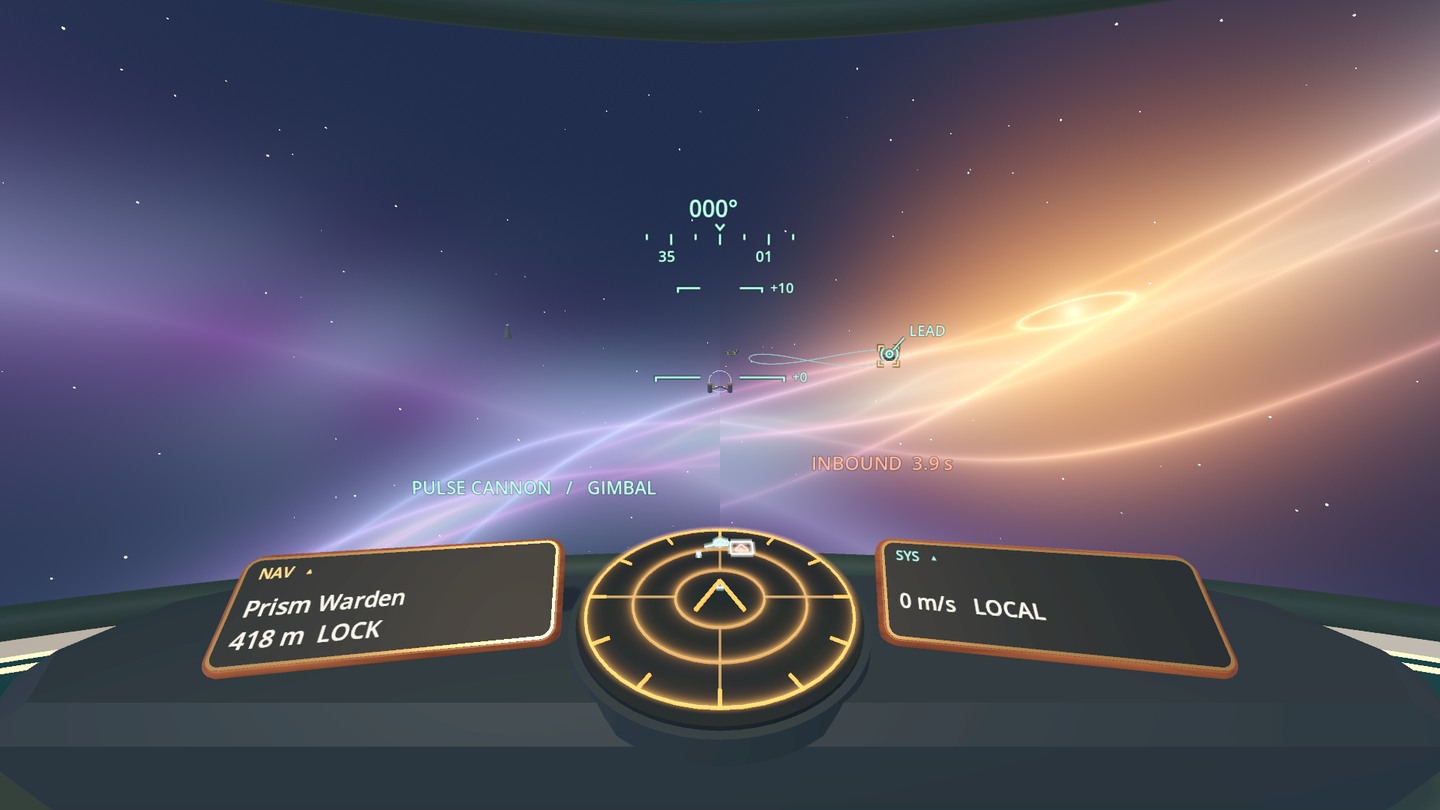 000°
35 01
+10
LEAD
+0
INBOUND 3.9 s
PULSE CANNON / GIMBAL
NAV
Prism Warden
418 m LOCK
SYS
0 m/s LOCAL